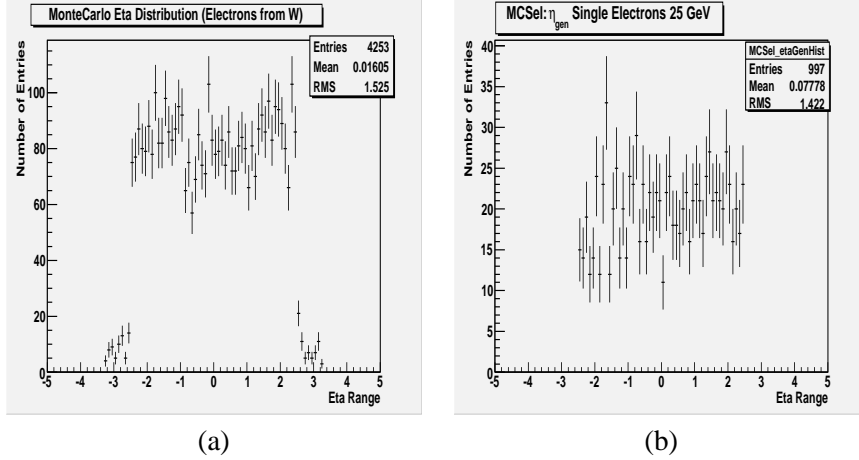 MonteCarlo Eta Distribution (Electrons from W)
Entries 4253
Mean 0.01605
RMS 1.525
Number of Entries
100
80
60
40
20
0
-5 -4 -3 -2 -1 0 1 2 3 4 5
Eta Range
(a)
MCSel: ηgen Single Electrons 25 GeV
MCSel_etaGenHist
Entries 997
Mean 0.07778
RMS 1.422
Number of Entries
40
35
30
25
20
15
10
5
0
-5 -4 -3 -2 -1 0 1 2 3 4 5
Eta Range
(b)